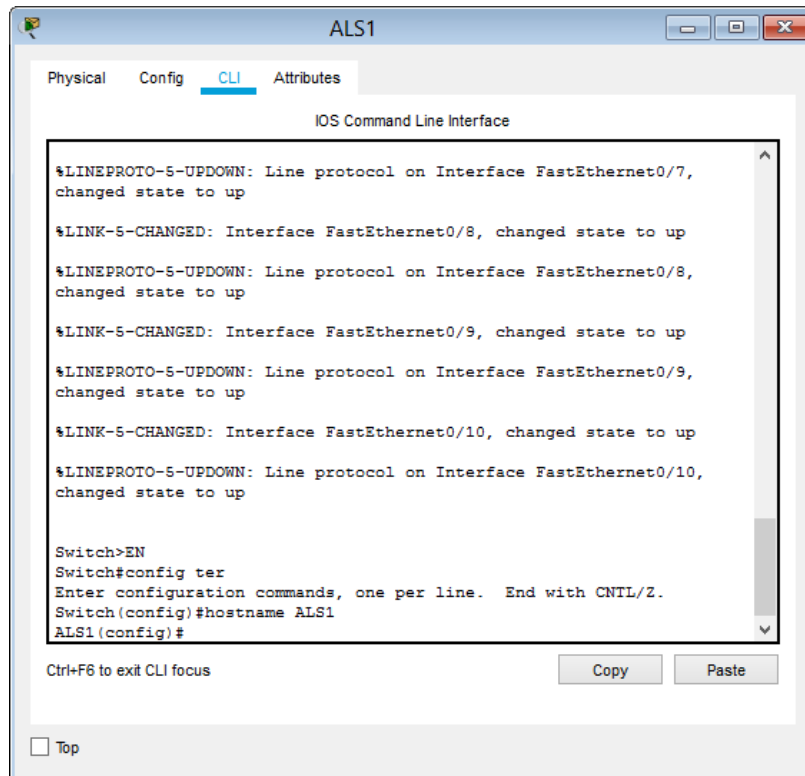 ALS1
Physical Config CLI Attributes
IOS Command Line Interface
%LINEPROTO-5-UPDOWN: Line protocol on Interface FastEthernet0/7,
changed state to up
%LINK-5-CHANGED: Interface FastEthernet0/8, changed state to up
%LINEPROTO-5-UPDOWN: Line protocol on Interface FastEthernet0/8,
changed state to up
%LINK-5-CHANGED: Interface FastEthernet0/9, changed state to up
%LINEPROTO-5-UPDOWN: Line protocol on Interface FastEthernet0/9,
changed state to up
%LINK-5-CHANGED: Interface FastEthernet0/10, changed state to up
%LINEPROTO-5-UPDOWN: Line protocol on Interface FastEthernet0/10,
changed state to up
Switch>EN
Switch#config ter
Enter configuration commands, one per line.  End with CNTL/Z.
Switch(config)#hostname ALS1
ALS1(config)#
Ctrl+F6 to exit CLI focus
Copy Paste
Top